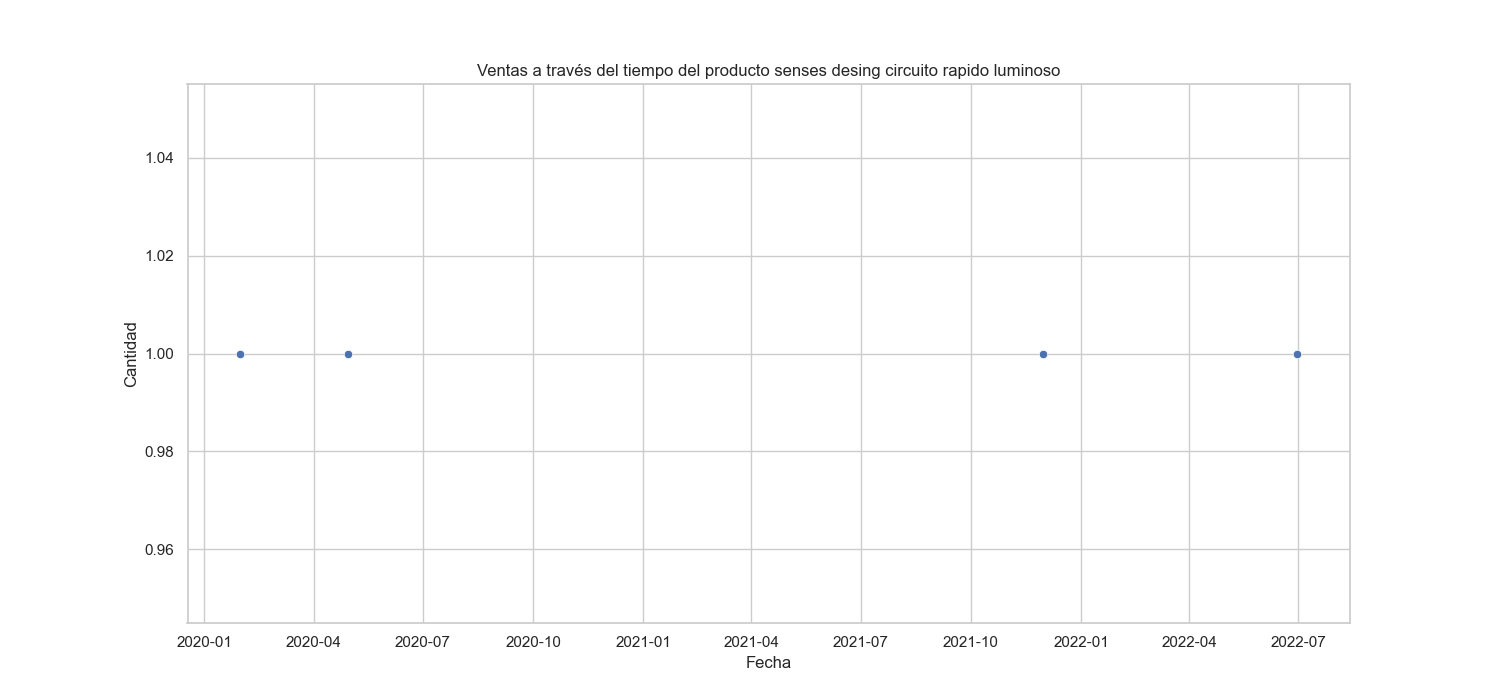 Ventas a través del tiempo del producto senses desing circuito rapido luminoso
1.04
1.02
1.00
0.98
0.96
Cantidad
2020-01 2020-04 2020-07 2020-10 2021-01 2021-04 2021-07 2021-10 2022-01 2022-04 2022-07
Fecha